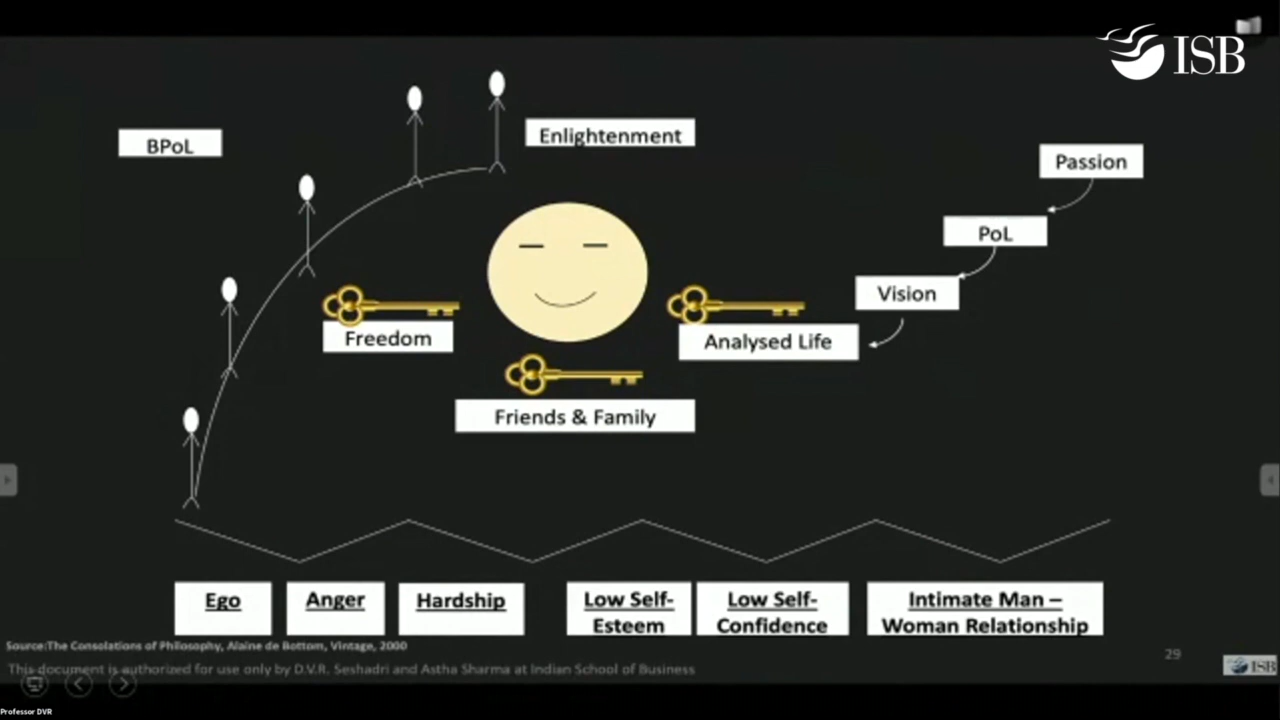 ISB
BPoL
Enlightenment
Passion
PoL
Vision
Freedom
Analysed Life
Friends & Family
Ego
Anger
Hardship
Low Self-
Esteem
Low Self-
Confidence
Intimate Man –
Woman Relationship
Source:The Consolations of Philosophy, Alaine de Bottom, Vintage, 2000
29
This document is authorized for use only by D.V.R. Seshadri and Astha Sharma at Indian School of Business
ISB
Professor DVR